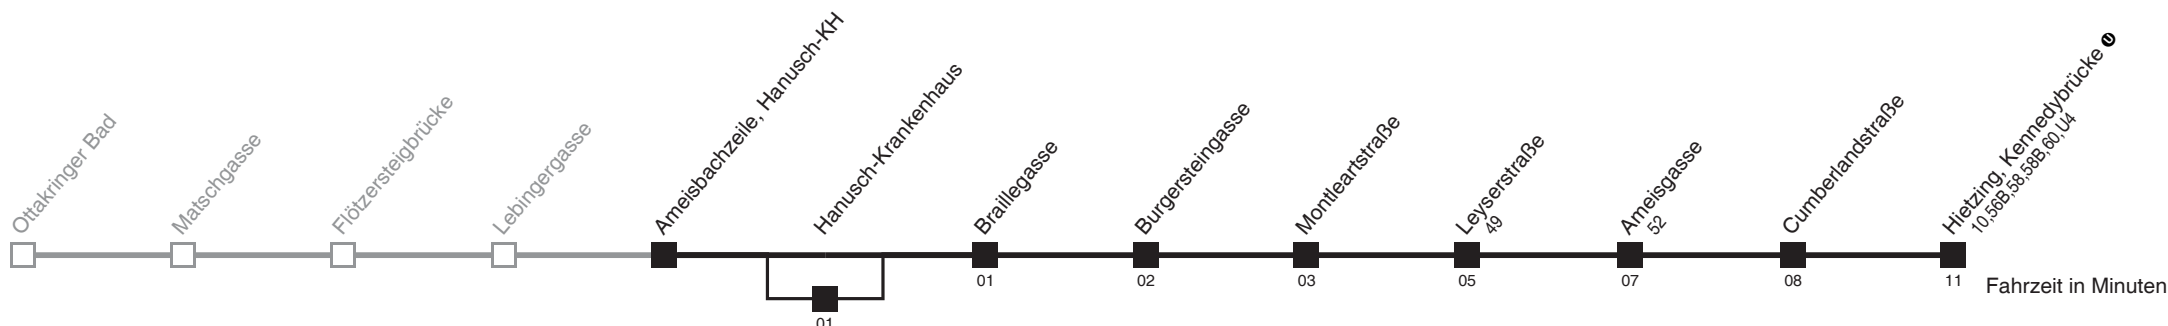 Ottakringer Bad
Matschgasse
Flötzersteigbrücke
Lebingergasse
Ameisbachzeile, Hanusch-KH
Hanusch-Krankenhaus
01
Braillegasse
01
Burgersteingasse
02
Montleartstraße
03
Leyserstraße
49
05
Ameisgasse
52
07
Cumberlandstraße
08
Hietzing, Kennedybrücke U
10,56B,58,58B,60,U4
11
Fahrzeit in Minuten